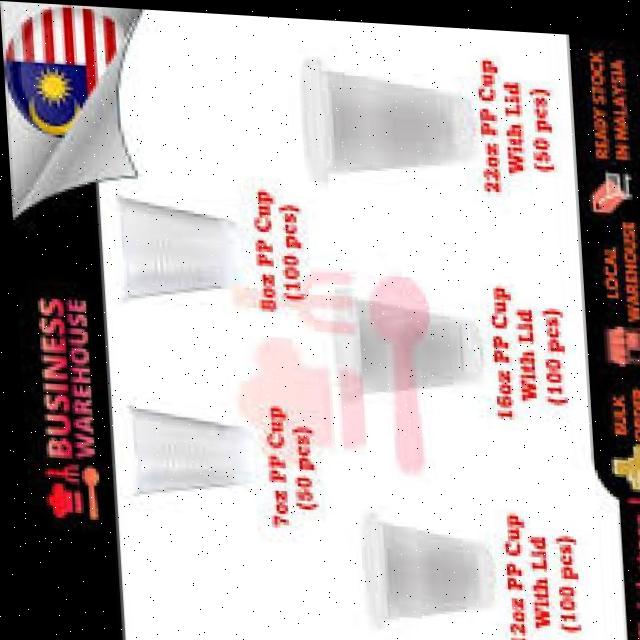 BUSINESS
WAREHOUSE
7oz PP Cup
(50 pcs)
8oz PP Cup
(100 pcs)
12oz PP Cup
With Lid
(100 pcs)
16oz PP Cup
With Lid
(100 pcs)
22oz PP Cup
With Lid
(50 pcs)
BULK
LOCAL
WAREHOUSE
READY STOCK
IN MALAYSIA